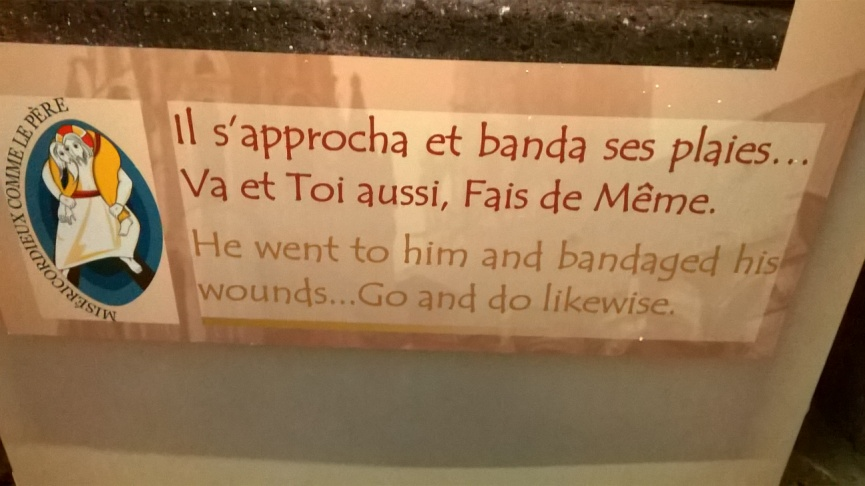 MISÉRICORDIEUX COMME LE PÈRE
Il s'approcha et banda ses plaies...
Va et Toi aussi, Fais de Même.
He went to him and bandaged his
wounds...Go and do likewise.